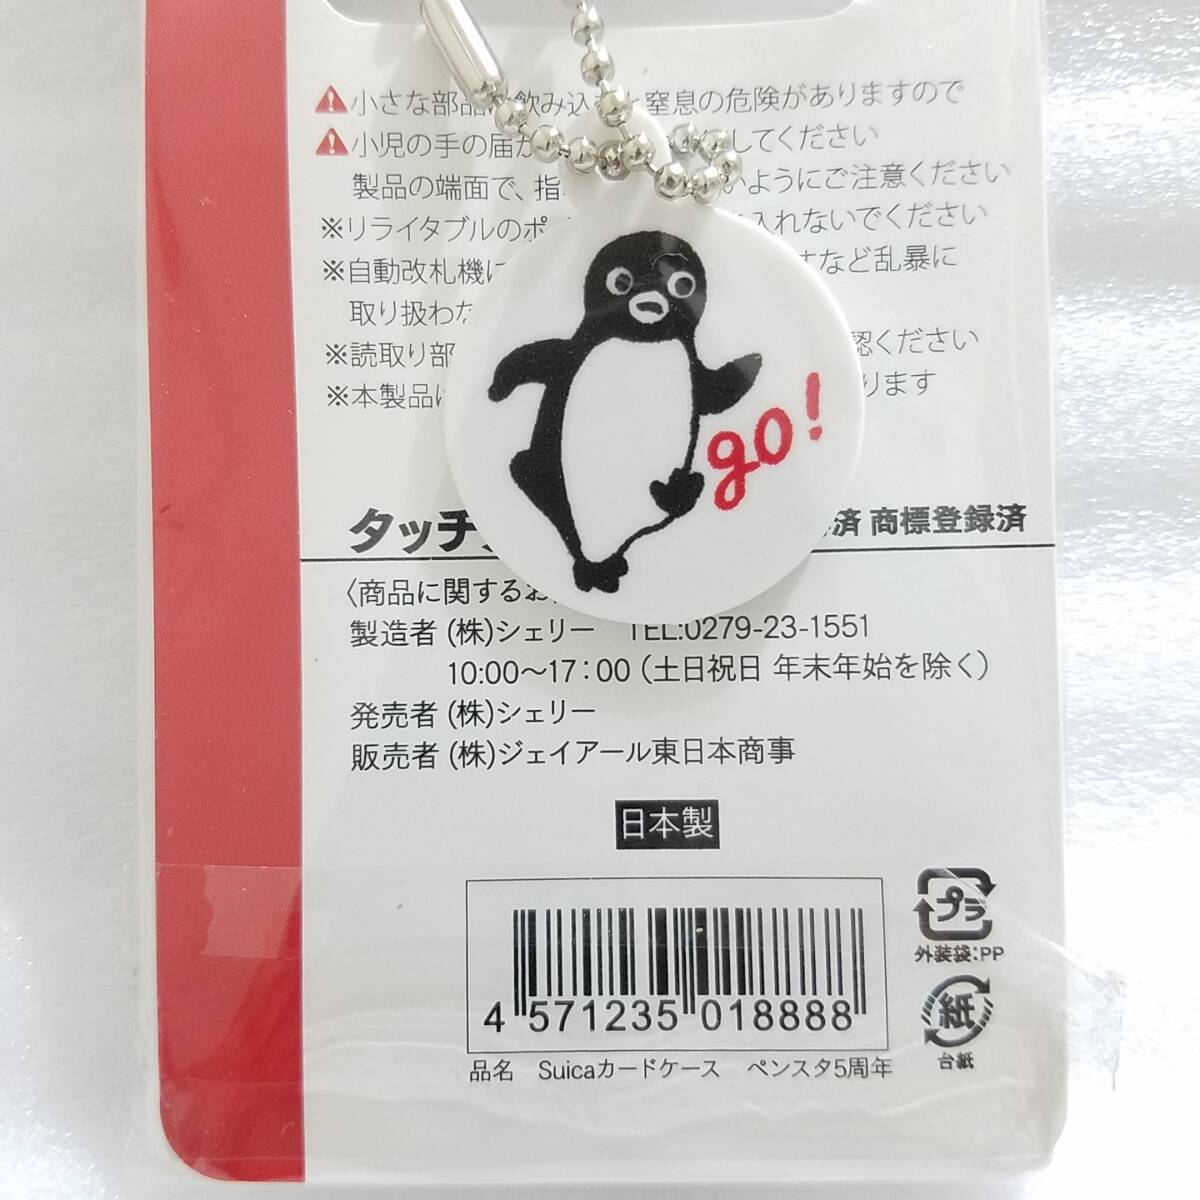 小さな部品 飲み込 と窒息の危険がありますので
小児の手の届か してください
製品の端面で、指 いようにご注意ください
※リライタブルのポ 入れないでください
※自動改札機に など乱暴に
取り扱わな
※読取り部 認ください
※本製品は ります
go!
タッチ 済 商標登録済
〈商品に関するお
製造者 (株)シェリー TEL:0279-23-1551
10:00〜17:00(土日祝日 年末年始を除く)
発売者 (株)シェリー
販売者 (株)ジェイアール東日本商事
日本製
プラ
外装袋:PP
紙
台紙
4 571235 018888
品名 Suicaカードケース ペンスタ5周年